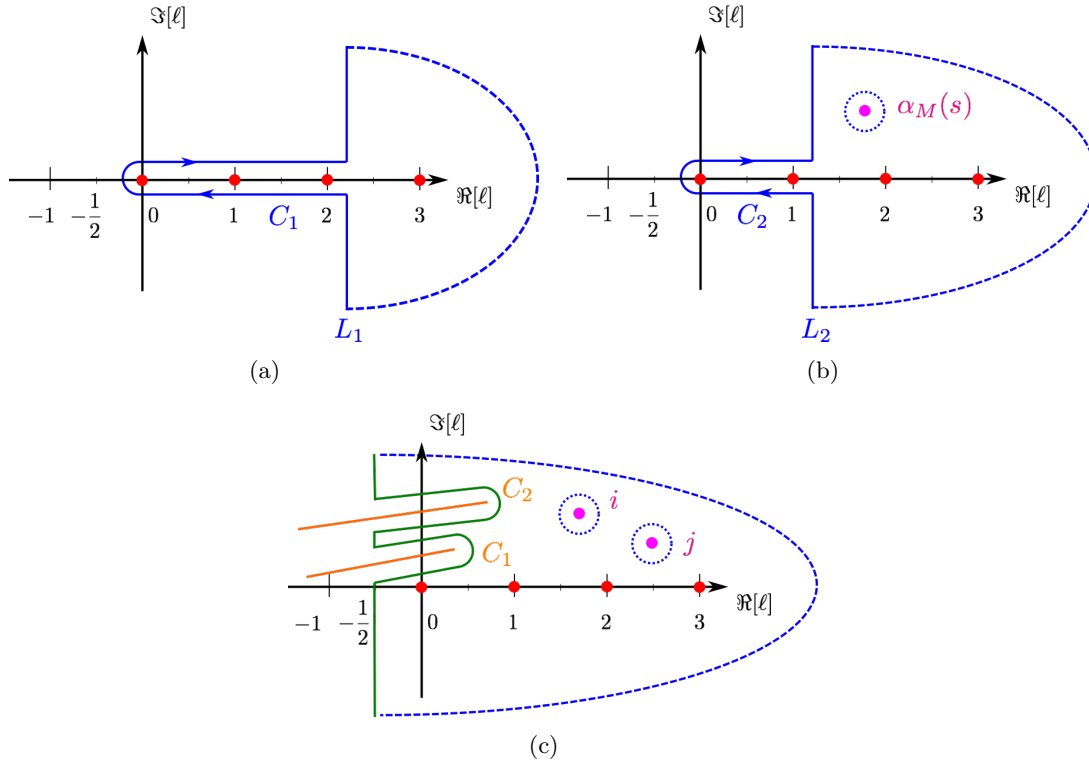 ℑ[ℓ]
C₁
L₁
−1
−1/2
0
1
2
3
ℜ[ℓ]
(a)
ℑ[ℓ]
α_M(s)
C₂
L₂
−1
−1/2
0
1
2
3
ℜ[ℓ]
(b)
ℑ[ℓ]
C₂
C₁
i
j
−1
−1/2
0
1
2
3
ℜ[ℓ]
(c)